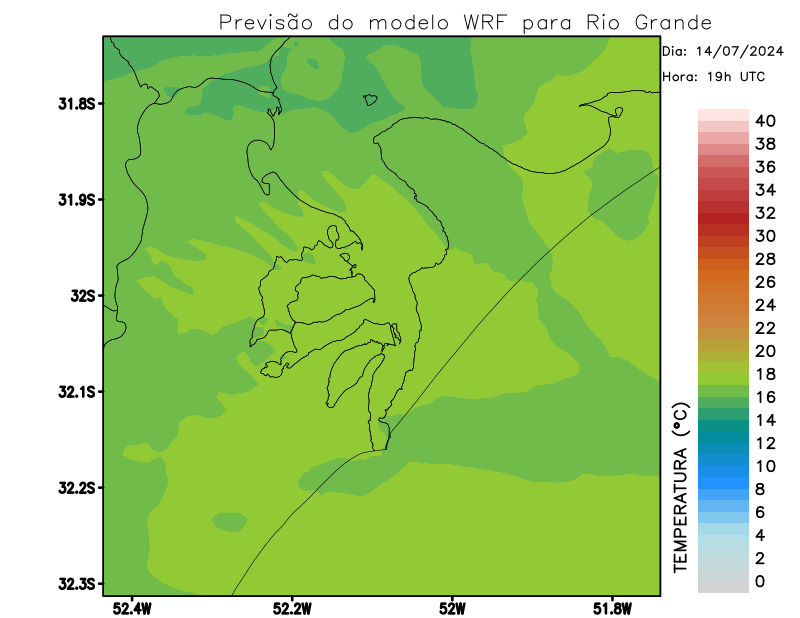 Previsão do modelo WRF para Rio Grande
Dia: 14/07/2024
Hora: 19h UTC
31.8S
31.9S
32S
32.1S
32.2S
32.3S
52.4W
52.2W
52W
51.8W
TEMPERATURA (°C)
40
38
36
34
32
30
28
26
24
22
20
18
16
14
12
10
8
6
4
2
0